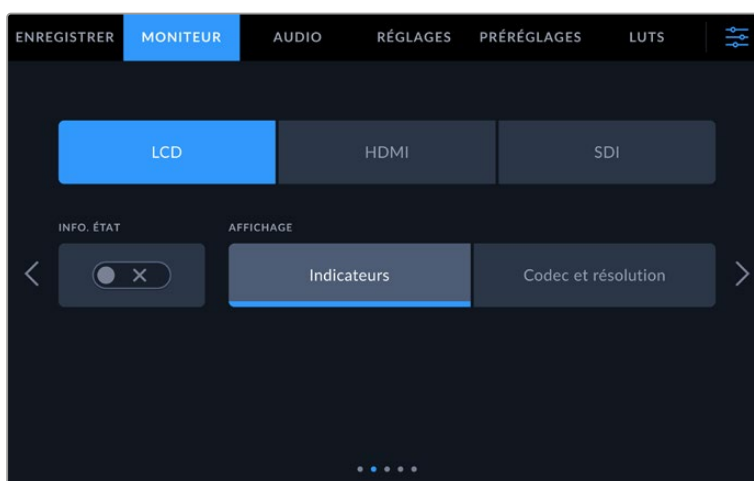 ENREGISTRER MONITEUR AUDIO RÉGLAGES PRÉRÉGLAGES LUTS
LCD HDMI SDI
INFO. ÉTAT AFFICHAGE
Indicateurs Codec et résolution